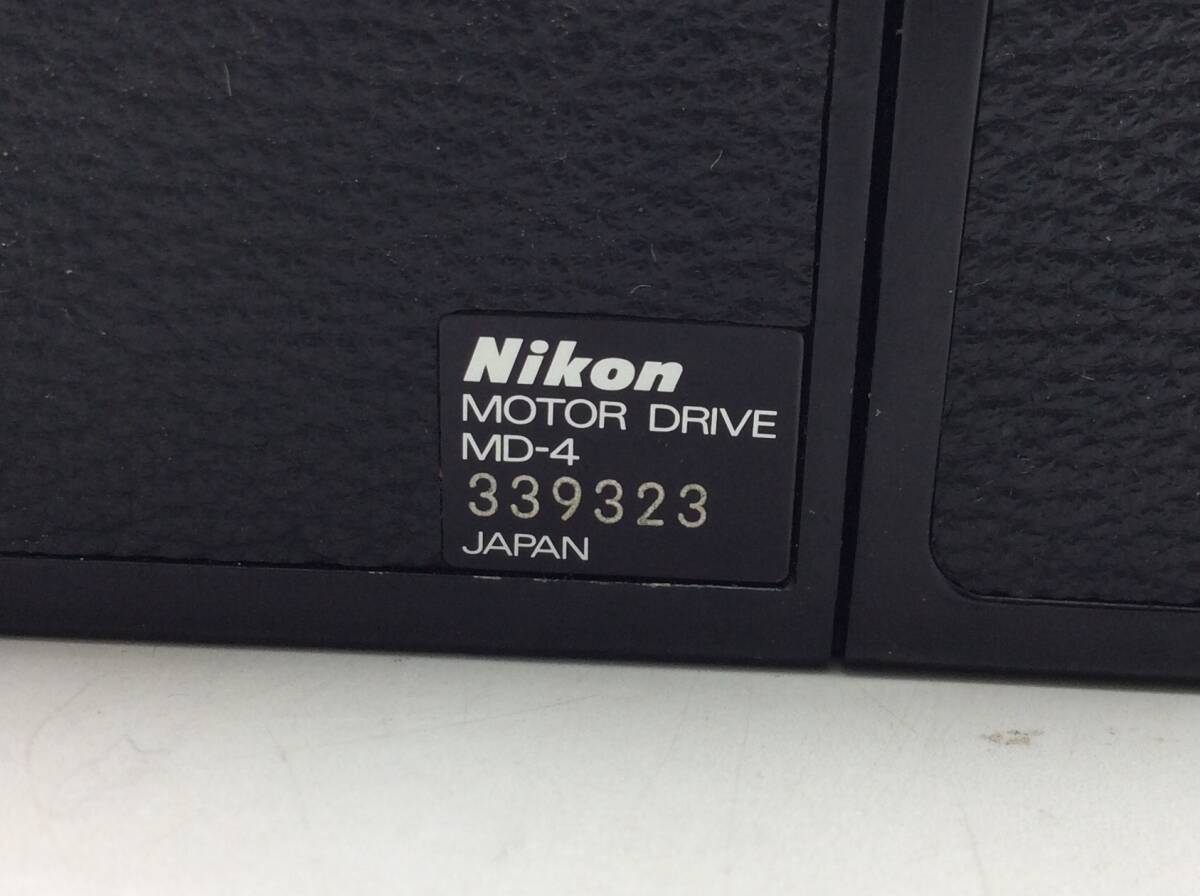 Nikon
MOTOR DRIVE
MD-4
339323
JAPAN